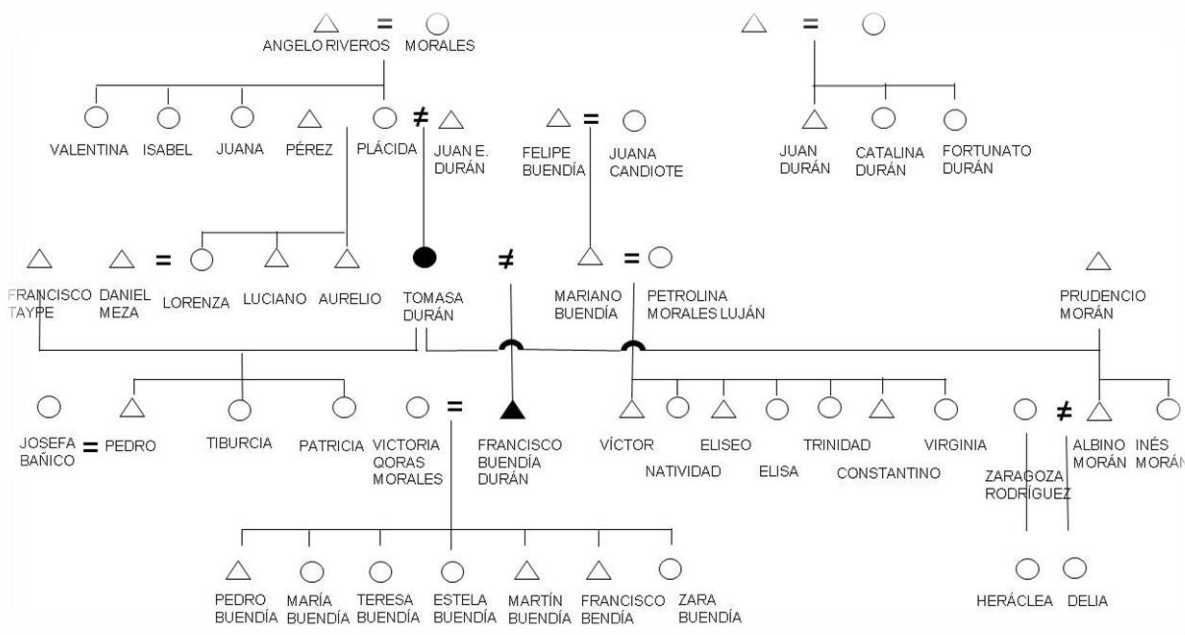 ANGELO RIVEROS MORALES
VALENTINA ISABEL JUANA PÉREZ PLÁCIDA JUAN E. DURÁN FELIPE BUENDÍA JUANA CANDIOTE JUAN DURÁN CATALINA DURÁN FORTUNATO DURÁN
FRANCISCO TAYPE DANIEL MEZA LORENZA LUCIANO AURELIO TOMASA DURÁN MARIANO BUENDÍA PETROLINA MORALES LUJÁN PRUDENCIO MORÁN
JOSEFA BAÑICO PEDRO TIBURCIA PATRICIA VICTORIA QORAS MORALES FRANCISCO BUENDÍA DURÁN VÍCTOR NATIVIDAD ELISEO ELISA TRINIDAD CONSTANTINO VIRGINIA ZARAGOZA RODRÍGUEZ ALBINO MORÁN INÉS MORÁN
PEDRO BUENDÍA MARÍA BUENDÍA TERESA BUENDÍA ESTELA BUENDÍA MARTÍN BUENDÍA FRANCISCO BENDÍA ZARA BUENDÍA HERÁCLEA DELIA